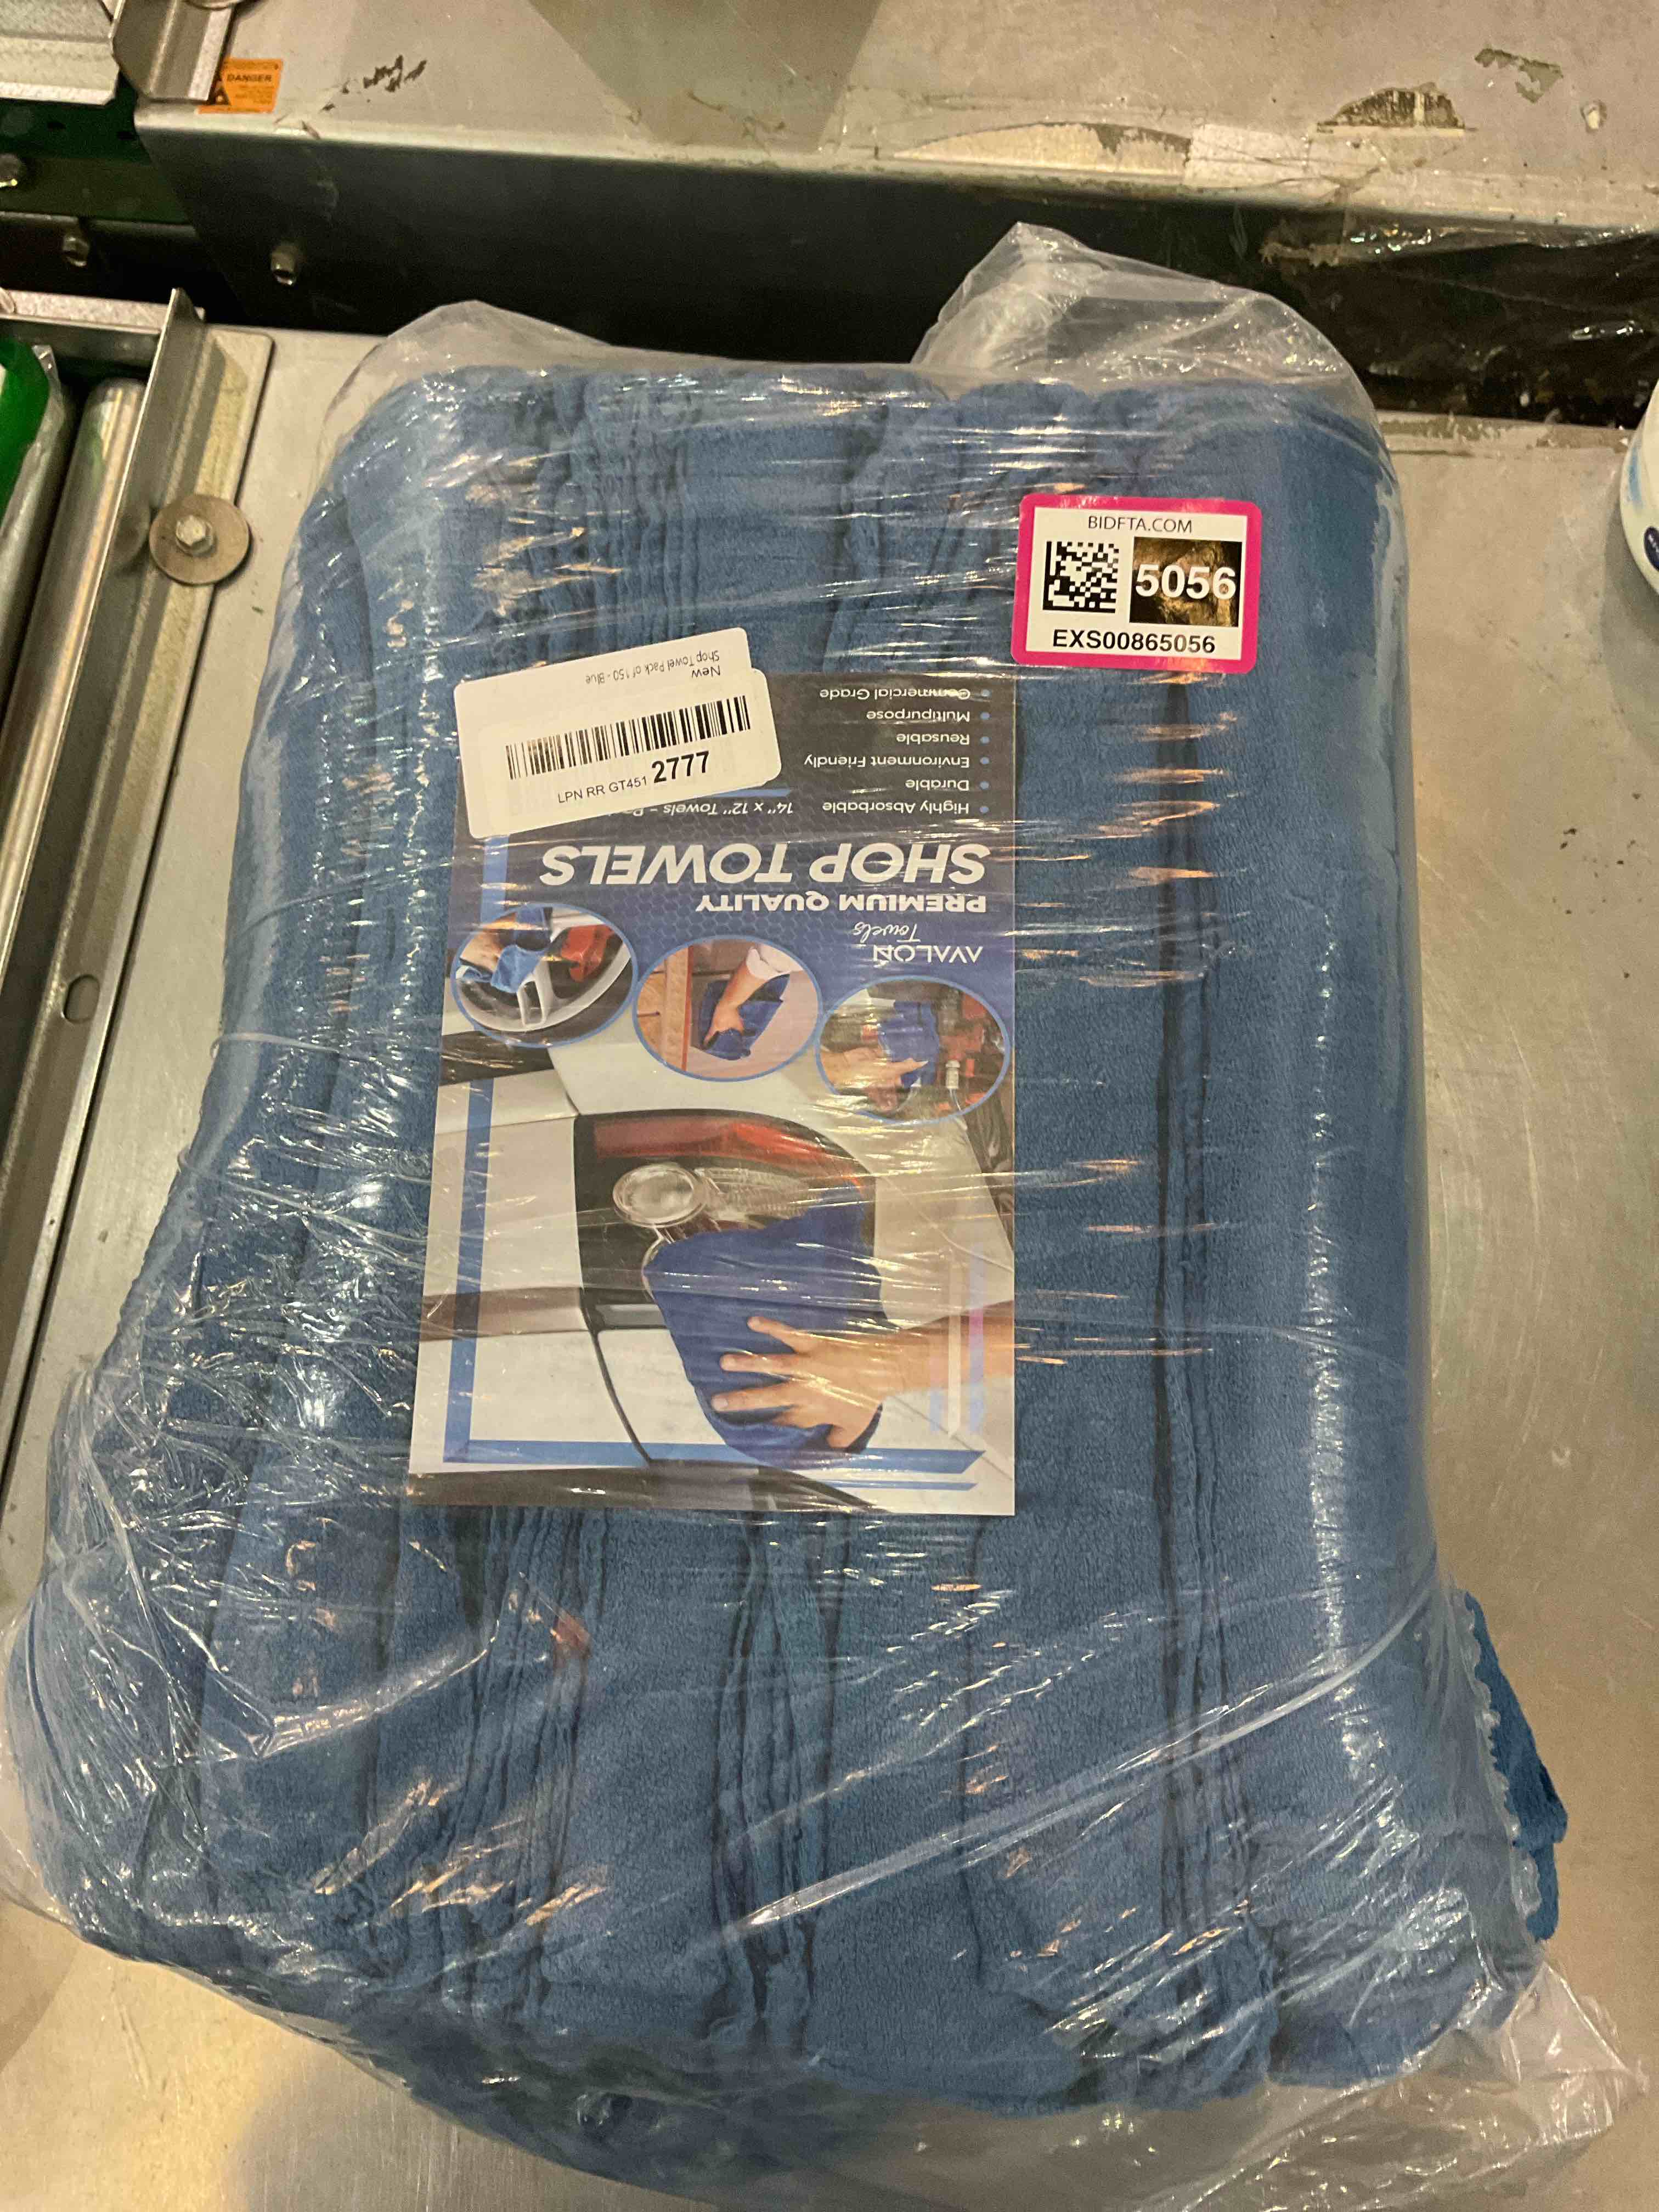 DANGER
BIDFTA.COM
5056
EXS00865056
Shop Towel Pack of 150 - Blue
New
LPN RR GT451 2777
AVALON
Towels
PREMIUM QUALITY
SHOP TOWELS
Highly Absorbable
14" x 12" Towels -
Durable
Environment Friendly
Reusable
Multipurpose
Commercial Grade